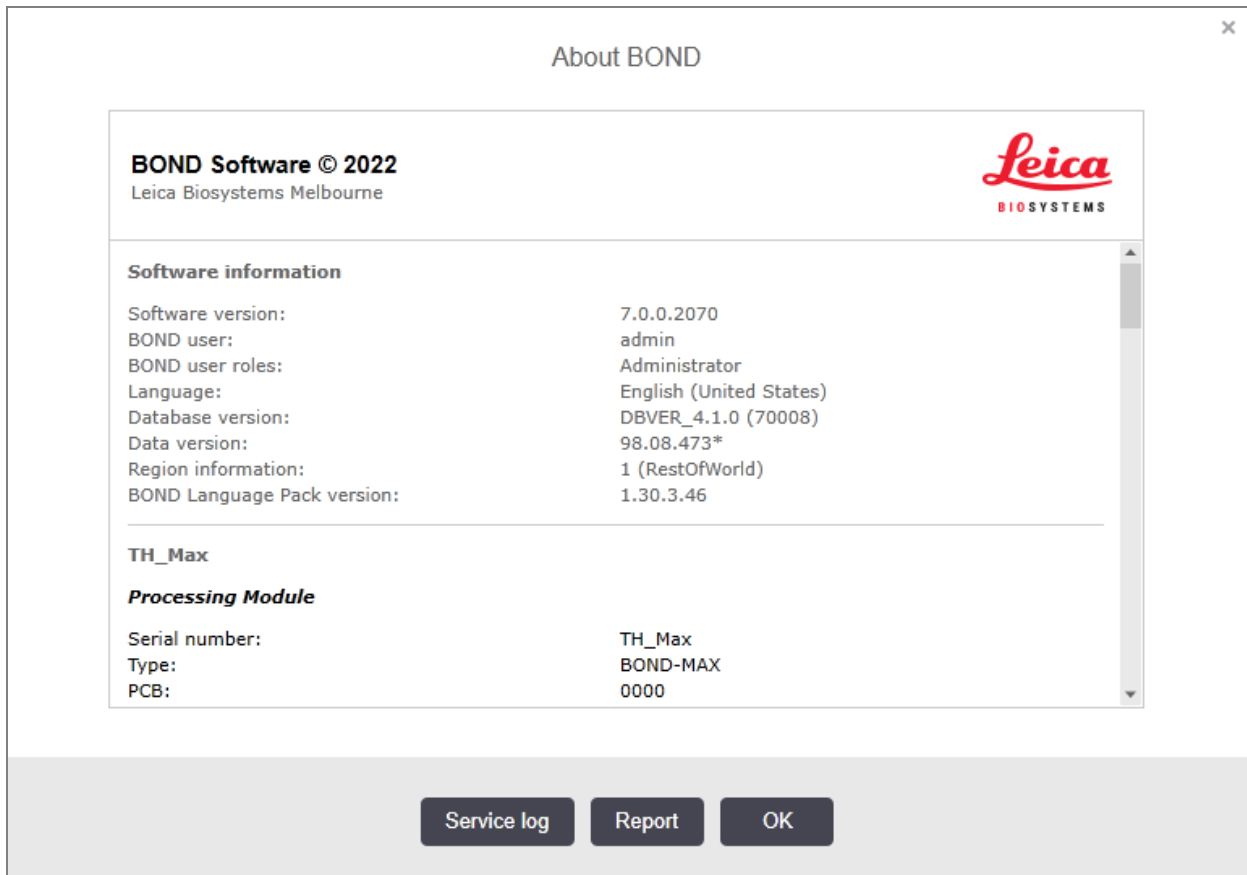 About BOND
BOND Software © 2022
Leica Biosystems Melbourne
Leica
BIOSYSTEMS
Software information
Software version: 7.0.0.2070
BOND user: admin
BOND user roles: Administrator
Language: English (United States)
Database version: DBVER_4.1.0 (70008)
Data version: 98.08.473*
Region information: 1 (RestOfWorld)
BOND Language Pack version: 1.30.3.46
TH_Max
Processing Module
Serial number: TH_Max
Type: BOND-MAX
PCB: 0000
Service log Report OK